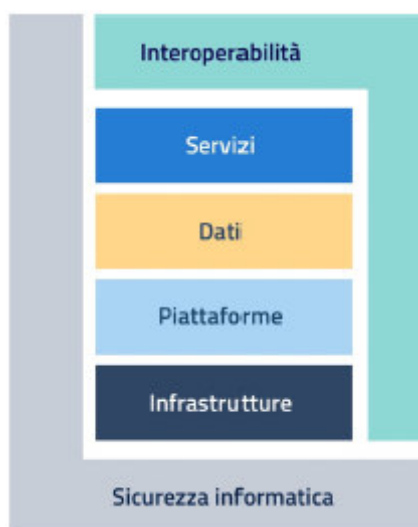 Interoperabilità
Servizi
Dati
Piattaforme
Infrastrutture
Sicurezza informatica